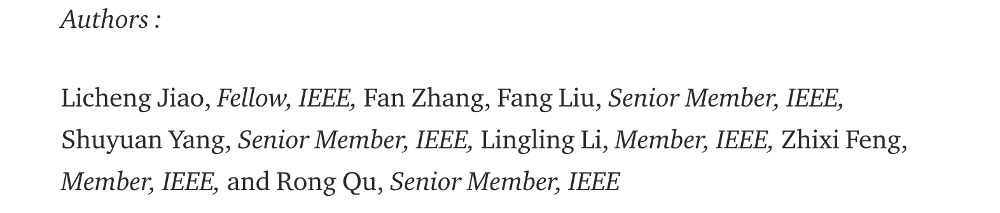 Authors :
Licheng Jiao, Fellow, IEEE, Fan Zhang, Fang Liu, Senior Member, IEEE,
Shuyuan Yang, Senior Member, IEEE, Lingling Li, Member, IEEE, Zhixi Feng,
Member, IEEE, and Rong Qu, Senior Member, IEEE